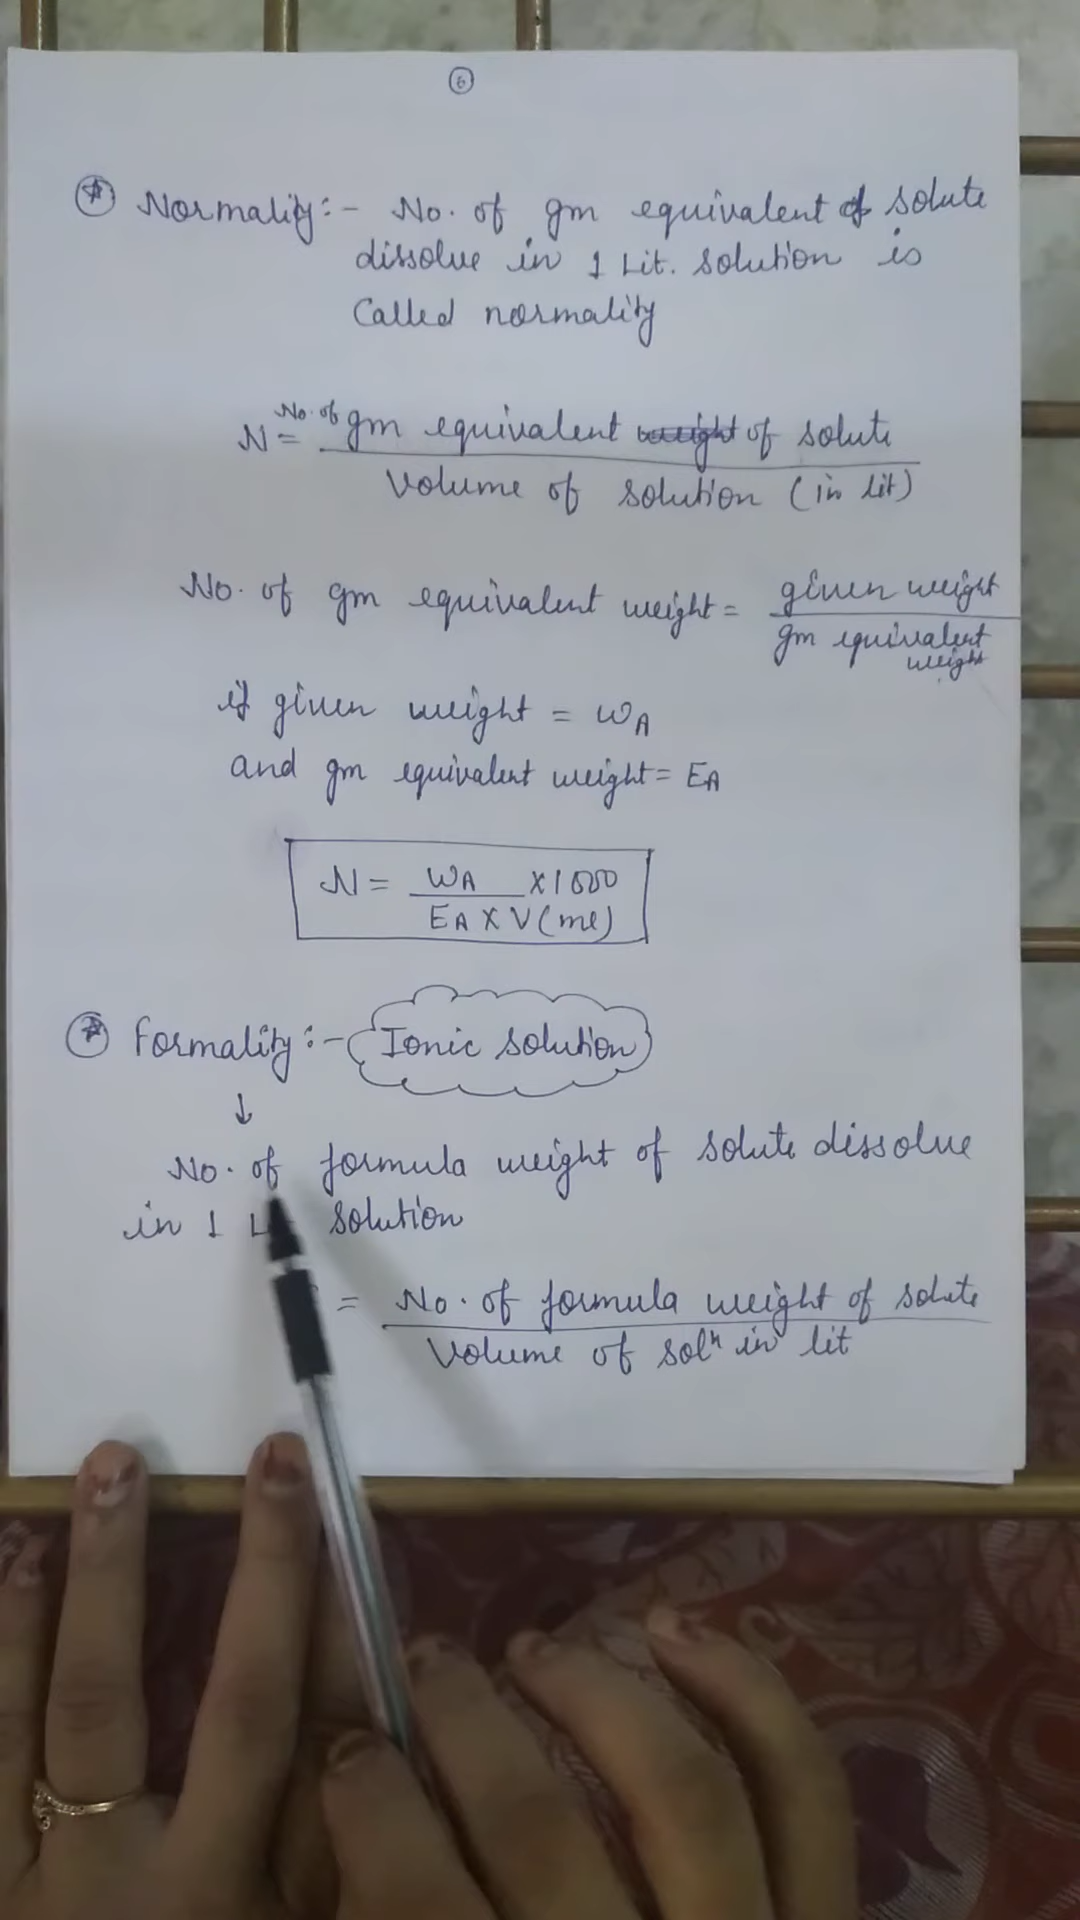 6
Normality:- No. of gm equivalent of solute
dissolve in 1 Lit. solution is
Called normality
N = No. of gm equivalent of solute
Volume of solution (in lit)
No. of gm equivalent weight = given weight
gm equivalent weight
if given weight = WA
and gm equivalent weight = EA
N = WA x1000
EA x V(ml)
Formality:- Ionic solution
↓
No. of formula weight of solute dissolve
in 1 solution
= No. of formula weight of solute
Volume of solⁿ in lit